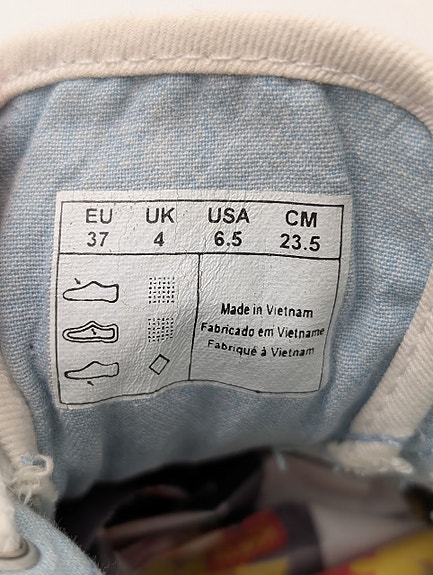 EU UK USA CM
37 4 6.5 23.5
Made in Vietnam
Fabricado em Vietname
Fabriqué à Vietnam